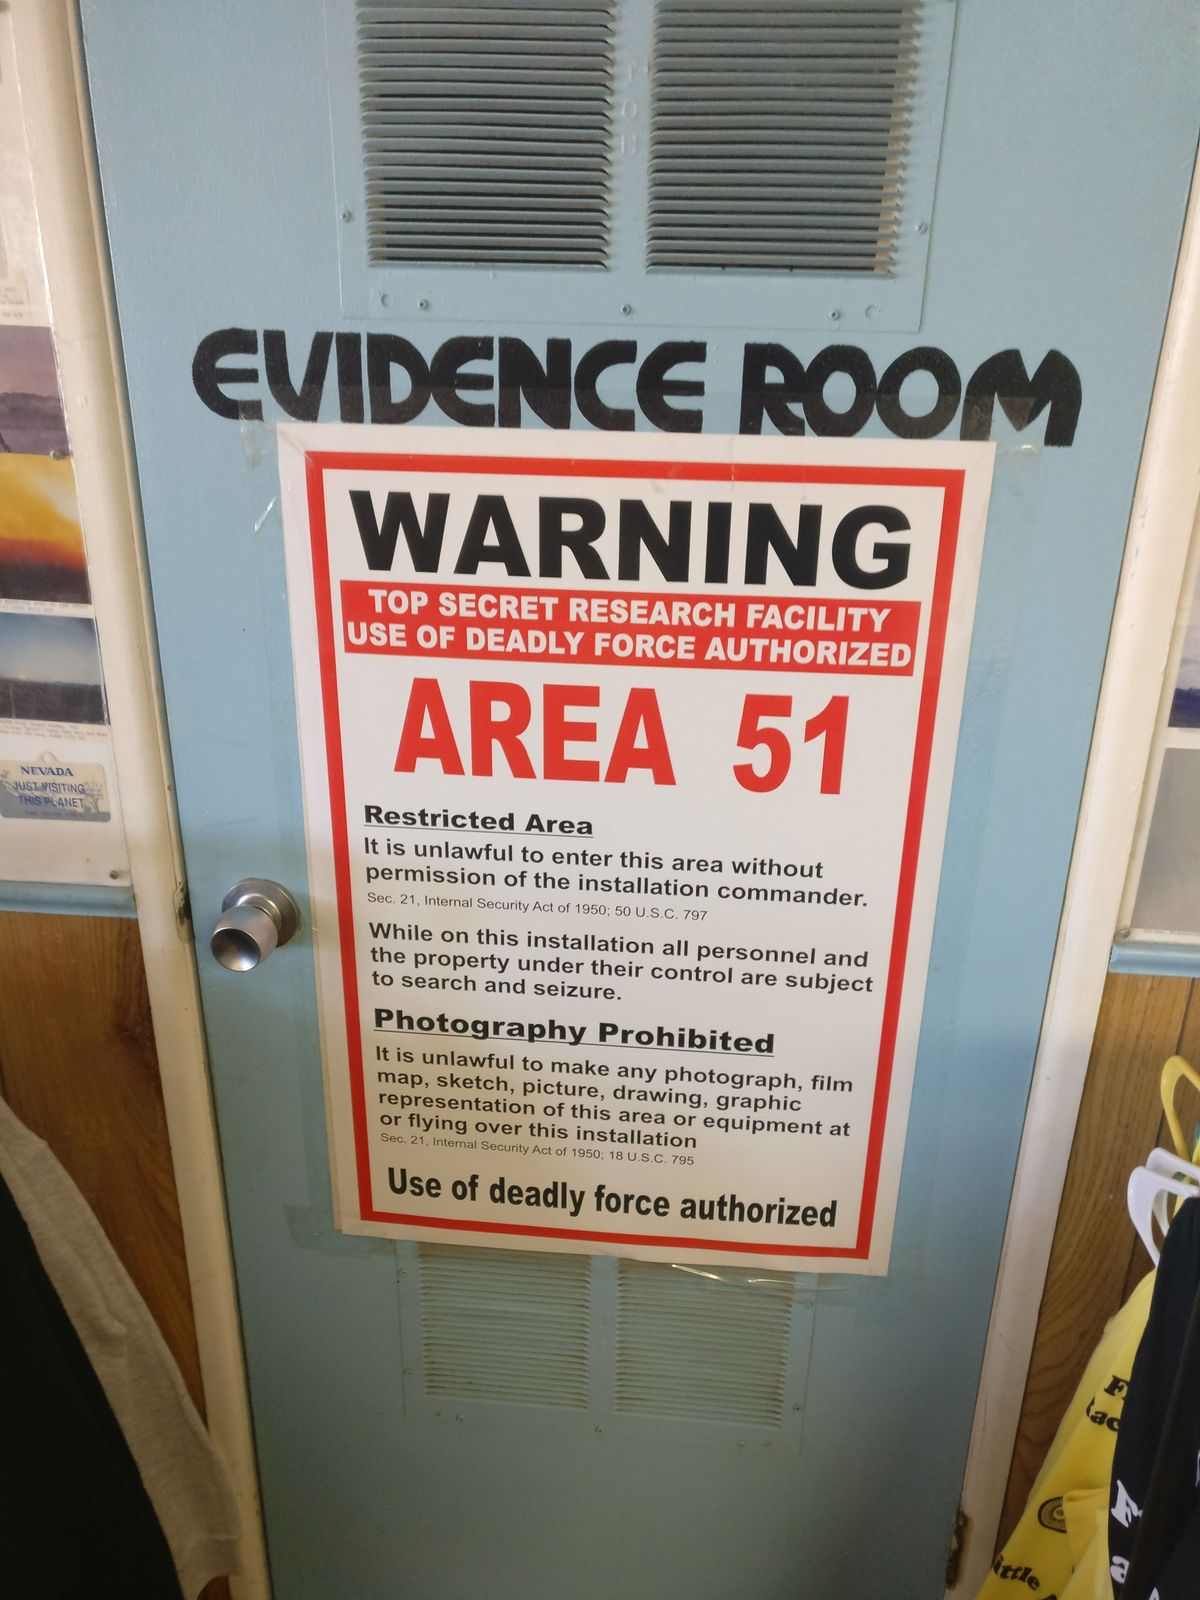 EVIDENCE ROOM
WARNING
TOP SECRET RESEARCH FACILITY
USE OF DEADLY FORCE AUTHORIZED
AREA 51
Restricted Area
It is unlawful to enter this area without
permission of the installation commander.
Sec. 21, Internal Security Act of 1950; 50 U.S.C. 797
While on this installation all personnel and
the property under their control are subject
to search and seizure.
Photography Prohibited
It is unlawful to make any photograph, film
map, sketch, picture, drawing, graphic
representation of this area or equipment at
or flying over this installation
Sec. 21, Internal Security Act of 1950; 18 U.S.C. 795
Use of deadly force authorized
NEVADA
JUST VISITING
THIS PLANET